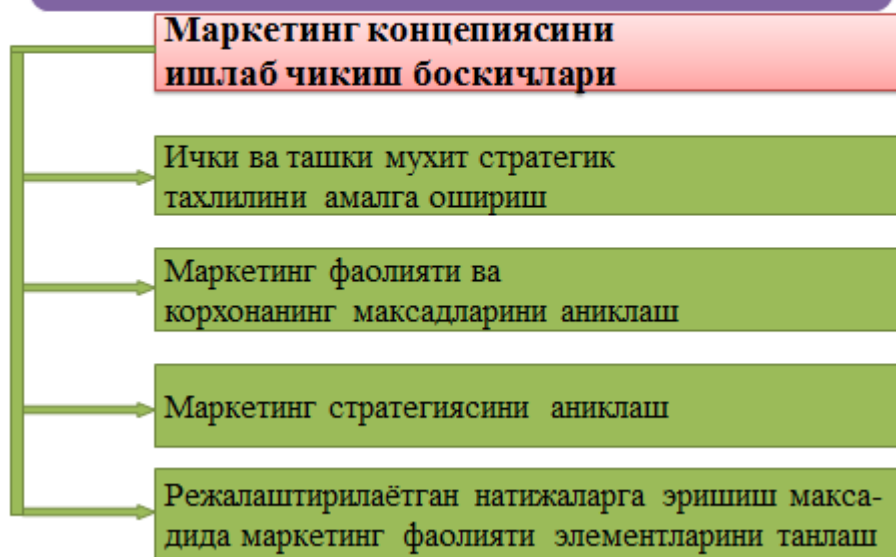 Маркетинг концепиясини
ишлаб чикиш боскичлари
Ички ва ташки мухит стратегик
тахлилини амалга ошириш
Маркетинг фаолияти ва
корхонанинг максадларини аниклаш
Маркетинг стратегиясини аниклаш
Режалаштирилаётган натижаларга эришиш макса-
дида маркетинг фаолияти элементларини танлаш